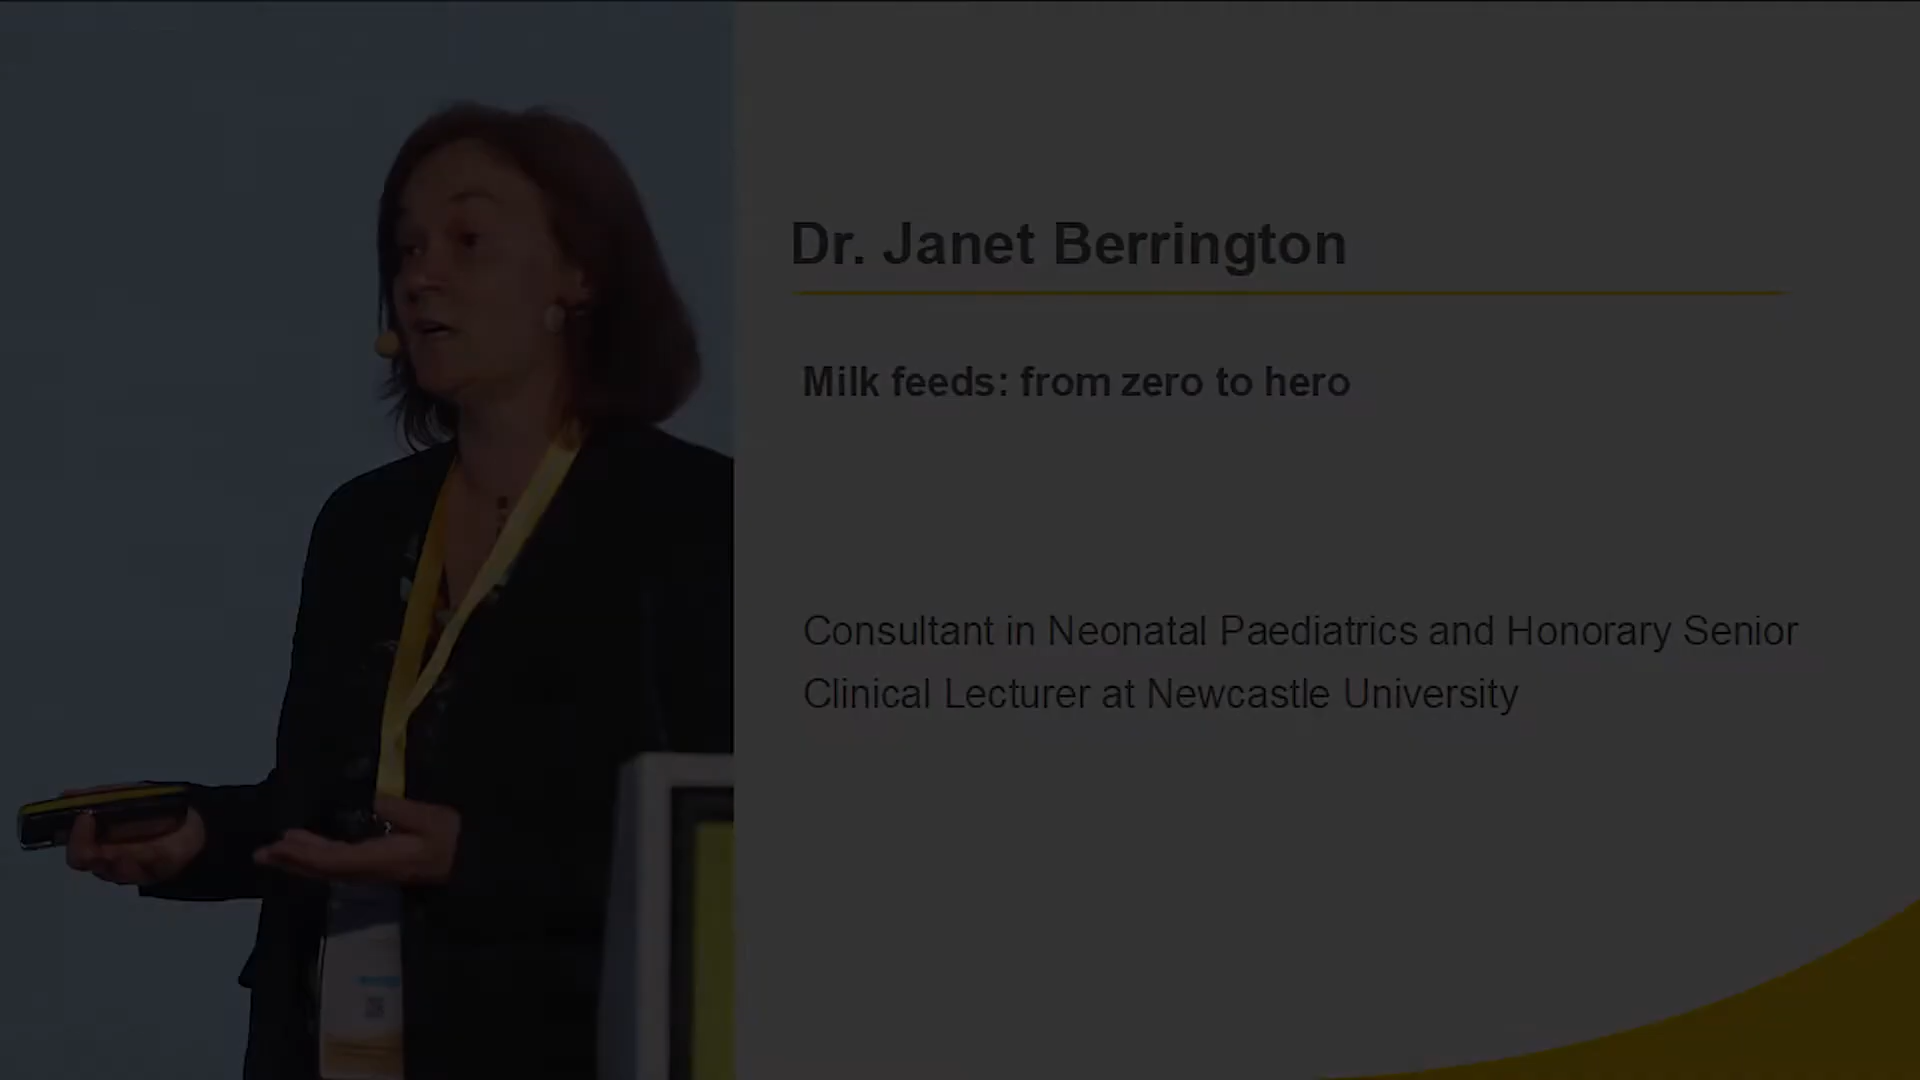 Dr. Janet Berrington
Milk feeds: from zero to hero
Consultant in Neonatal Paediatrics and Honorary Senior
Clinical Lecturer at Newcastle University